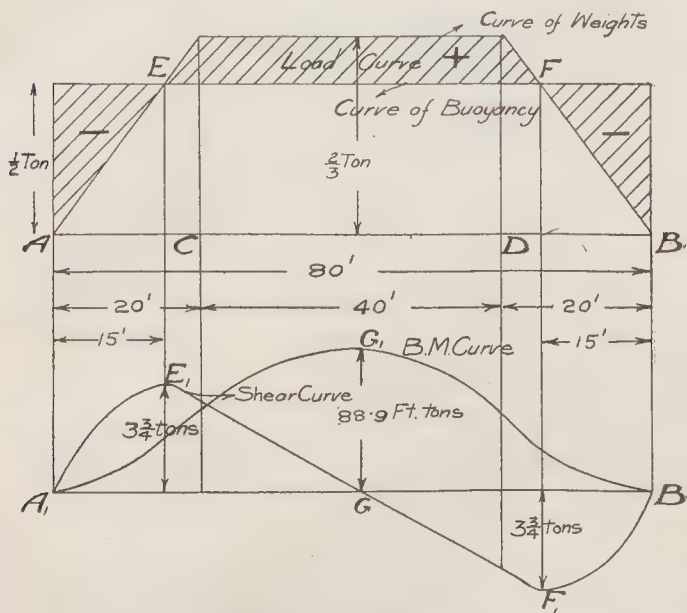 Curve of Weights
E
Load Curve
+
F
Curve of Buoyancy
−
−
½ Ton
⅔ Ton
A
C
D
B
80'
20'
40'
20'
15'
15'
G₁
B.M. Curve
E₁
Shear Curve
88·9 Ft. tons
3¾ tons
A₁
G
B₁
3¾ tons
F₁